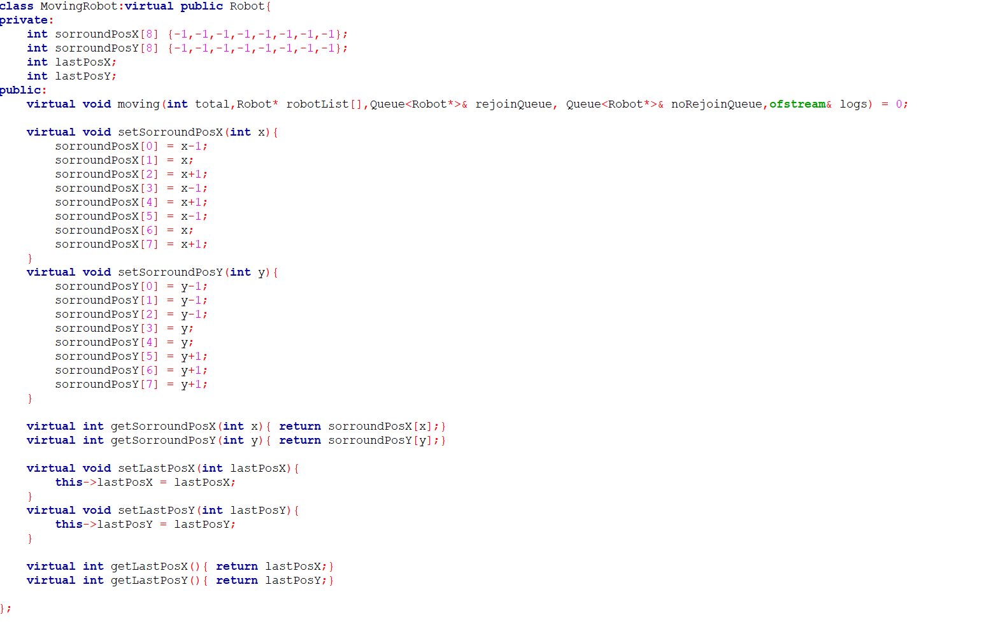 class MovingRobot:virtual public Robot{
private:
    int sorroundPosX[8] {-1,-1,-1,-1,-1,-1,-1,-1};
    int sorroundPosY[8] {-1,-1,-1,-1,-1,-1,-1,-1};
    int lastPosX;
    int lastPosY;
public:
    virtual void moving(int total,Robot* robotList[],Queue<Robot*>& rejoinQueue, Queue<Robot*>& noRejoinQueue,ofstream& logs) = 0;

    virtual void setSorroundPosX(int x){
        sorroundPosX[0] = x-1;
        sorroundPosX[1] = x;
        sorroundPosX[2] = x+1;
        sorroundPosX[3] = x-1;
        sorroundPosX[4] = x+1;
        sorroundPosX[5] = x-1;
        sorroundPosX[6] = x;
        sorroundPosX[7] = x+1;
    }
    virtual void setSorroundPosY(int y){
        sorroundPosY[0] = y-1;
        sorroundPosY[1] = y-1;
        sorroundPosY[2] = y-1;
        sorroundPosY[3] = y;
        sorroundPosY[4] = y;
        sorroundPosY[5] = y+1;
        sorroundPosY[6] = y+1;
        sorroundPosY[7] = y+1;
    }

    virtual int getSorroundPosX(int x){ return sorroundPosX[x];}
    virtual int getSorroundPosY(int y){ return sorroundPosY[y];}

    virtual void setLastPosX(int lastPosX){
        this->lastPosX = lastPosX;
    }
    virtual void setLastPosY(int lastPosY){
        this->lastPosY = lastPosY;
    }

    virtual int getLastPosX(){ return lastPosX;}
    virtual int getLastPosY(){ return lastPosY;}

};